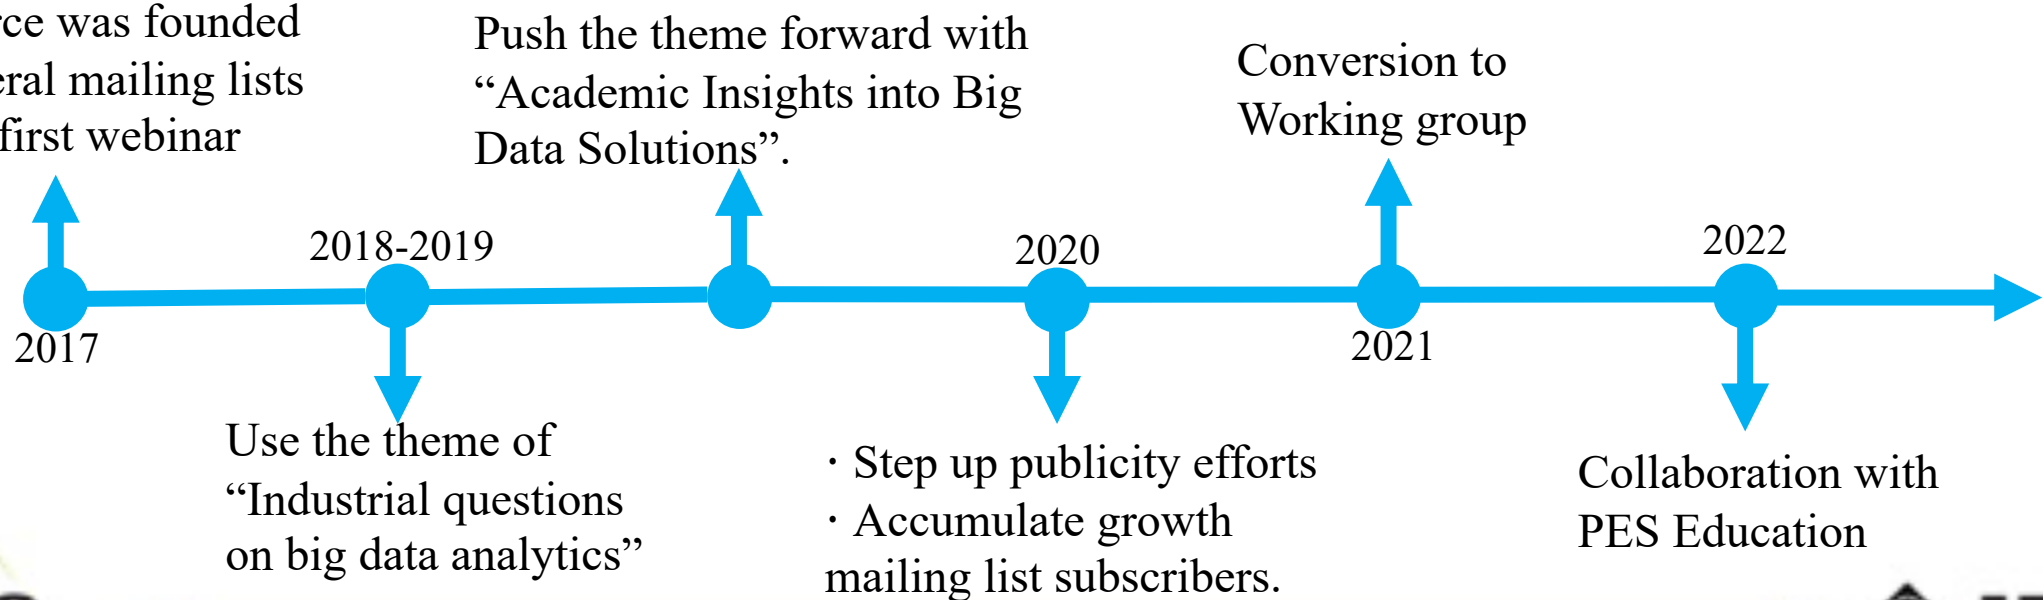 was founded
mailing lists
first webinar
2017
2018-2019
Use the theme of
“Industrial questions
on big data analytics”
Push the theme forward with
“Academic Insights into Big
Data Solutions”.
2020
· Step up publicity efforts
· Accumulate growth
mailing list subscribers.
Conversion to
Working group
2021
2022
Collaboration with
PES Education